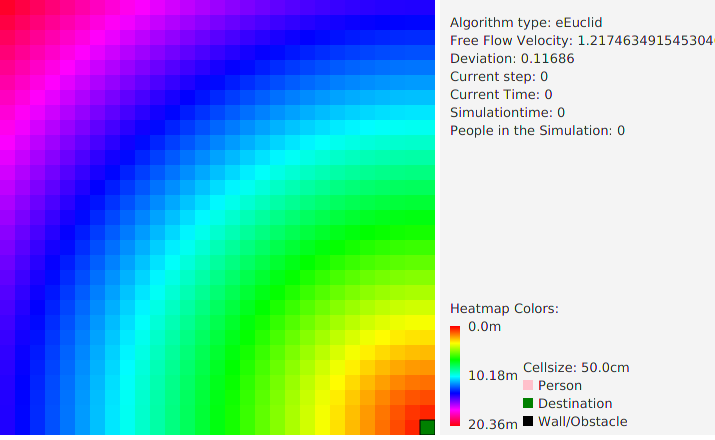 Algorithm type: eEuclid
Free Flow Velocity: 1.217463491545304
Deviation: 0.11686
Current step: 0
Current Time: 0
Simulationtime: 0
People in the Simulation: 0
Heatmap Colors:
0.0m
10.18m
20.36m
Cellsize: 50.0cm
Person
Destination
Wall/Obstacle